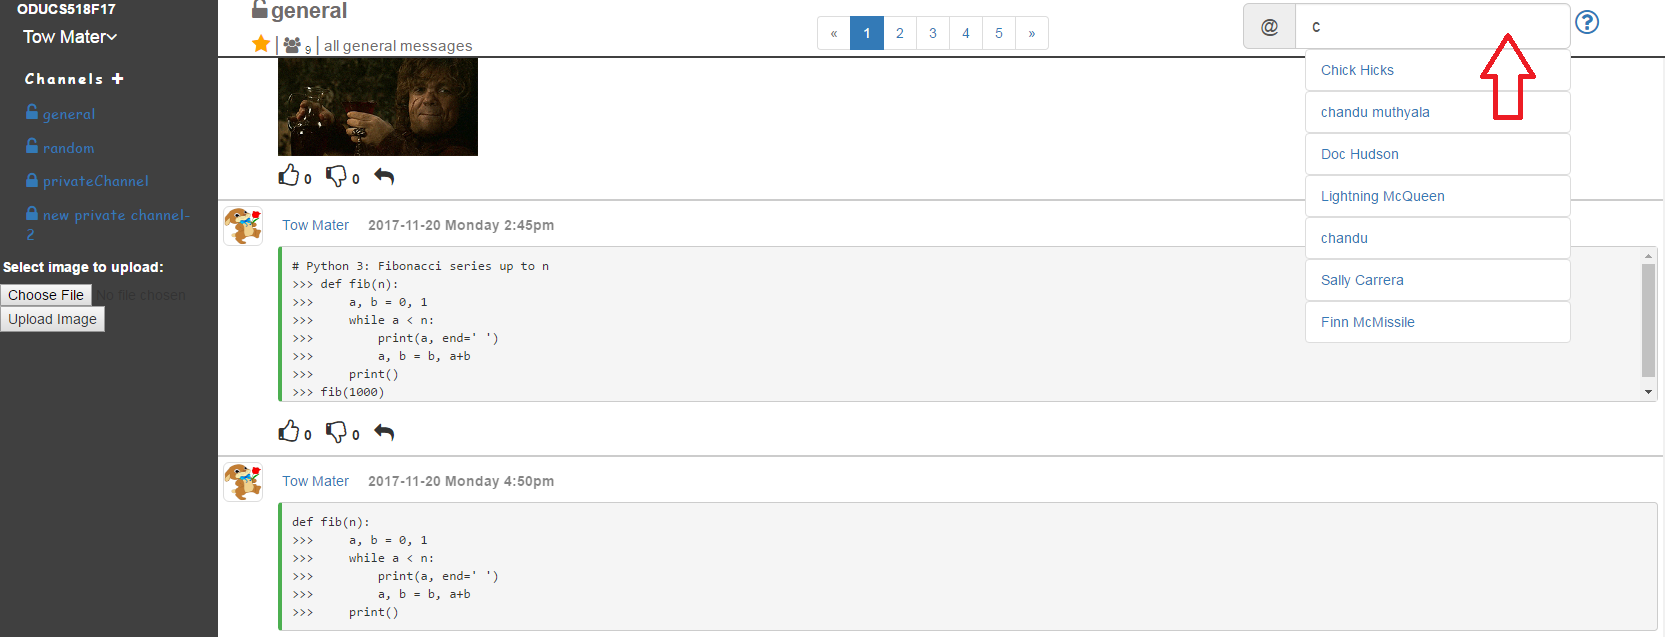 ODUCS518F17
Tow Mater
Channels +
general
random
privateChannel
new private channel-
2
Select image to upload:
Choose File No file chosen
Upload Image
general
9 | all general messages
« 1 2 3 4 5 »
@ c
?
Chick Hicks
chandu muthyala
Doc Hudson
Lightning McQueen
chandu
Sally Carrera
Finn McMissile
0 0
Tow Mater 2017-11-20 Monday 2:45pm
# Python 3: Fibonacci series up to n
>>> def fib(n):
>>>     a, b = 0, 1
>>>     while a < n:
>>>         print(a, end=' ')
>>>         a, b = b, a+b
>>>     print()
>>> fib(1000)
0 0
Tow Mater 2017-11-20 Monday 4:50pm
def fib(n):
>>>     a, b = 0, 1
>>>     while a < n:
>>>         print(a, end=' ')
>>>         a, b = b, a+b
>>>     print()